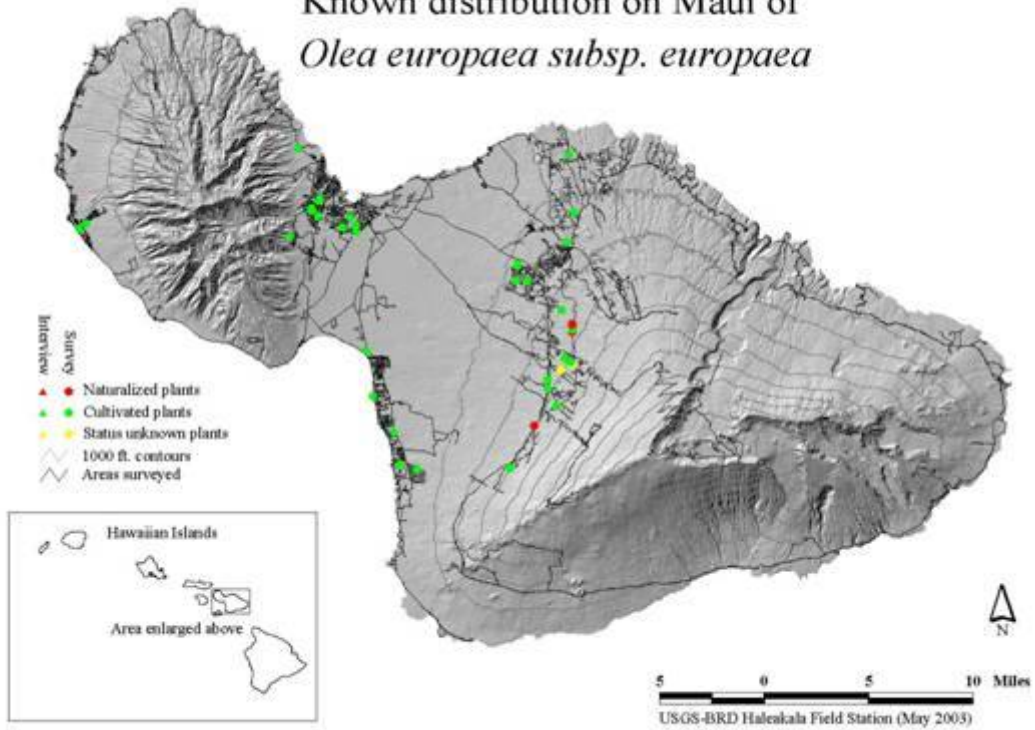 Known distribution on Maui of
Olea europaea subsp. europaea
Interview
Survey
Naturalized plants
Cultivated plants
Status unknown plants
1000 ft. contours
Areas surveyed
Hawaiian Islands
Area enlarged above
N
5 0 5 10 Miles
USGS-BRD Haleakala Field Station (May 2003)